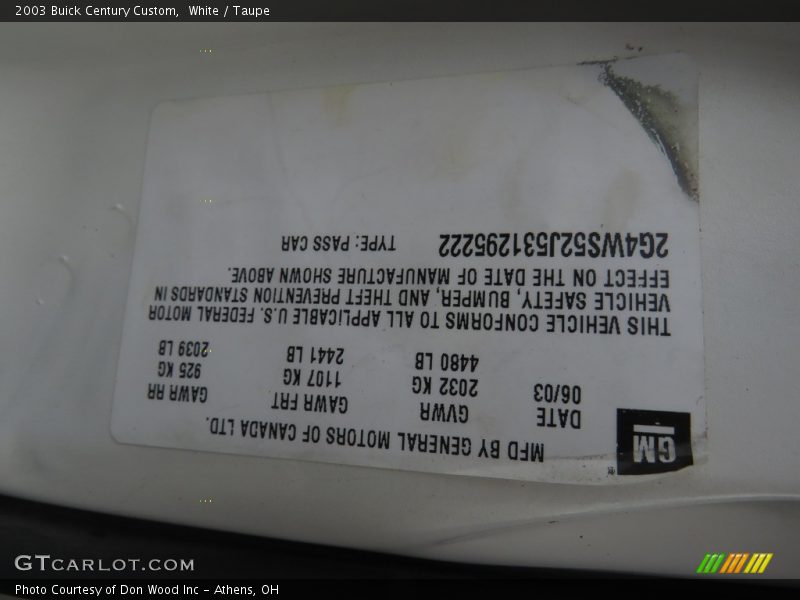 2003 Buick Century Custom,  White / Taupe
GM
MFD BY GENERAL MOTORS OF CANADA LTD.
DATE GVWR GAWR FRT GAWR RR
06/03 2032 KG 1107 KG 925 KG
4480 LB 2441 LB 2039 LB
THIS VEHICLE CONFORMS TO ALL APPLICABLE U.S. FEDERAL MOTOR
VEHICLE SAFETY, BUMPER, AND THEFT PREVENTION STANDARDS IN
EFFECT ON THE DATE OF MANUFACTURE SHOWN ABOVE.
2G4WS52J531295222 TYPE: PASS CAR
GTCARLOT.COM
Photo Courtesy of Don Wood Inc - Athens, OH